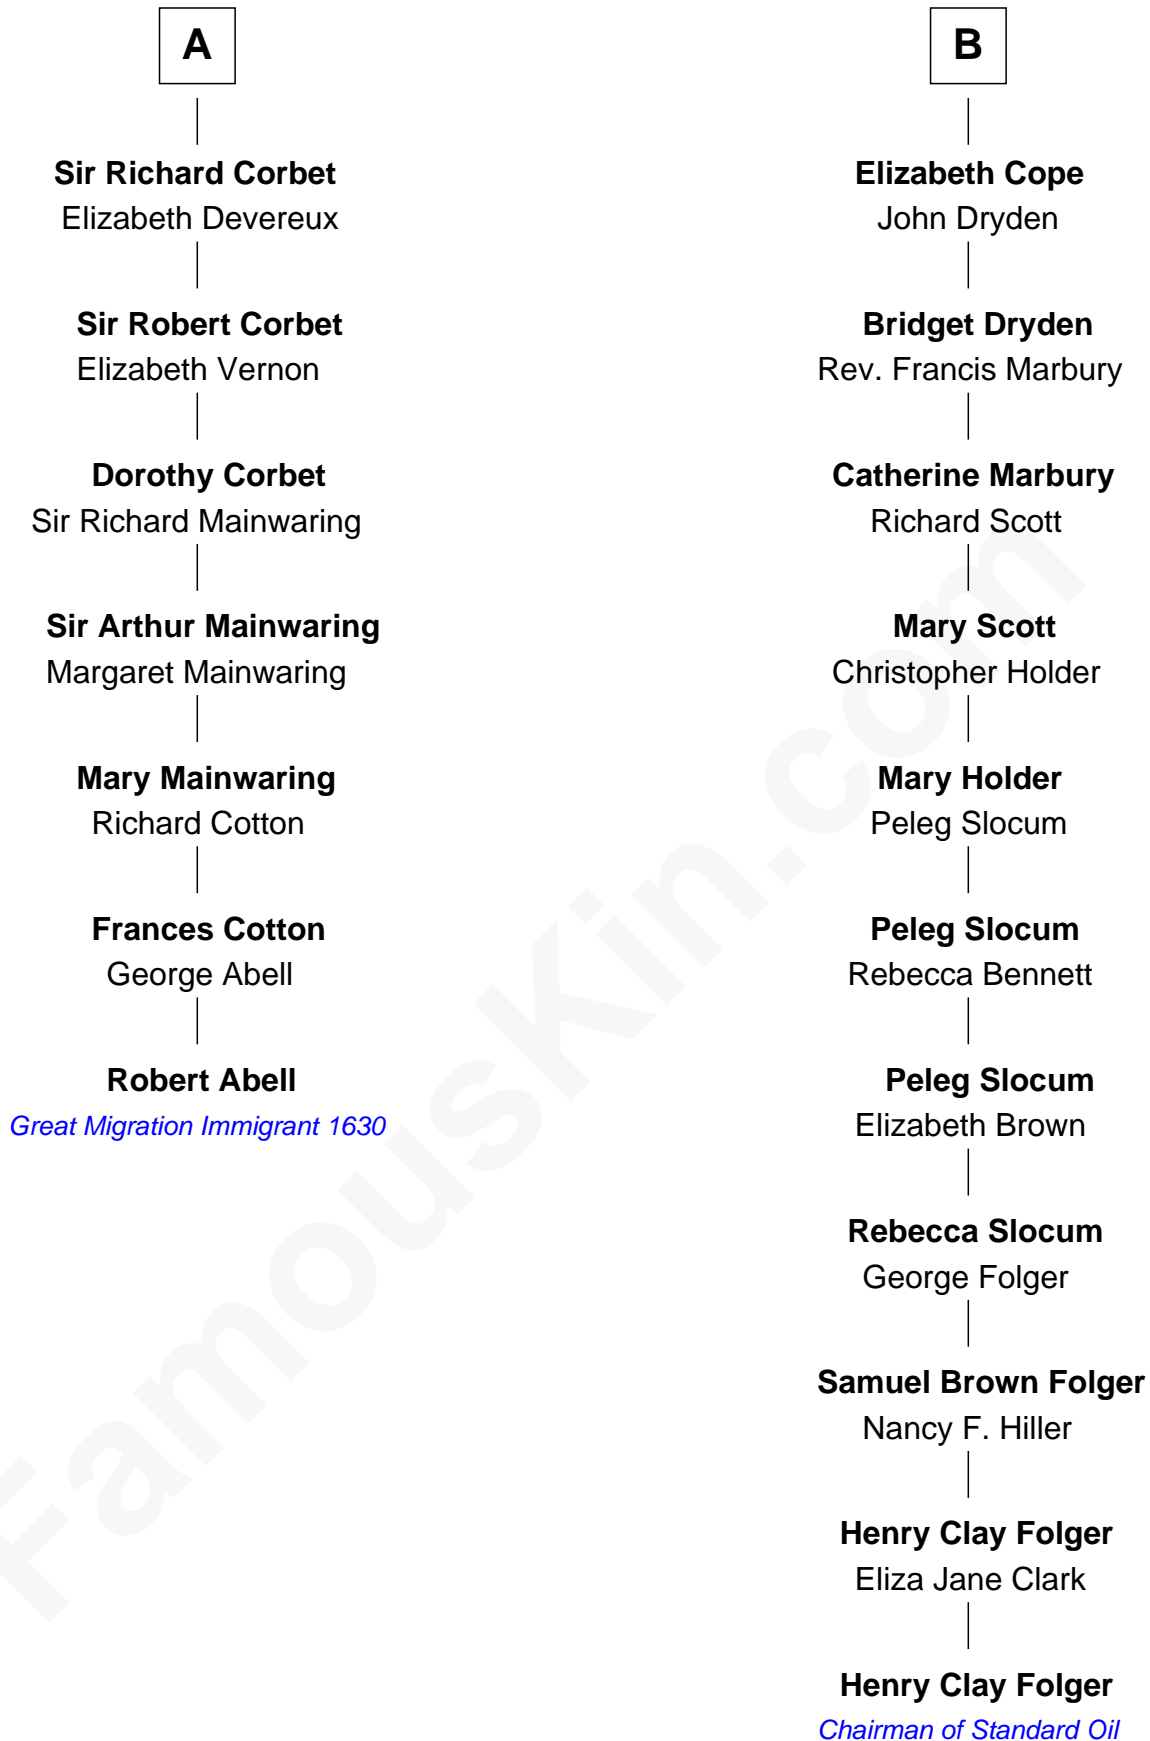 A
Sir Richard Corbet
Elizabeth Devereux
Sir Robert Corbet
Elizabeth Vernon
Dorothy Corbet
Sir Richard Mainwaring
Sir Arthur Mainwaring
Margaret Mainwaring
Mary Mainwaring
Richard Cotton
Frances Cotton
George Abell
Robert Abell
Great Migration Immigrant 1630
B
Elizabeth Cope
John Dryden
Bridget Dryden
Rev. Francis Marbury
Catherine Marbury
Richard Scott
Mary Scott
Christopher Holder
Mary Holder
Peleg Slocum
Peleg Slocum
Rebecca Bennett
Peleg Slocum
Elizabeth Brown
Rebecca Slocum
George Folger
Samuel Brown Folger
Nancy F. Hiller
Henry Clay Folger
Eliza Jane Clark
Henry Clay Folger
Chairman of Standard Oil
FamousKin.com